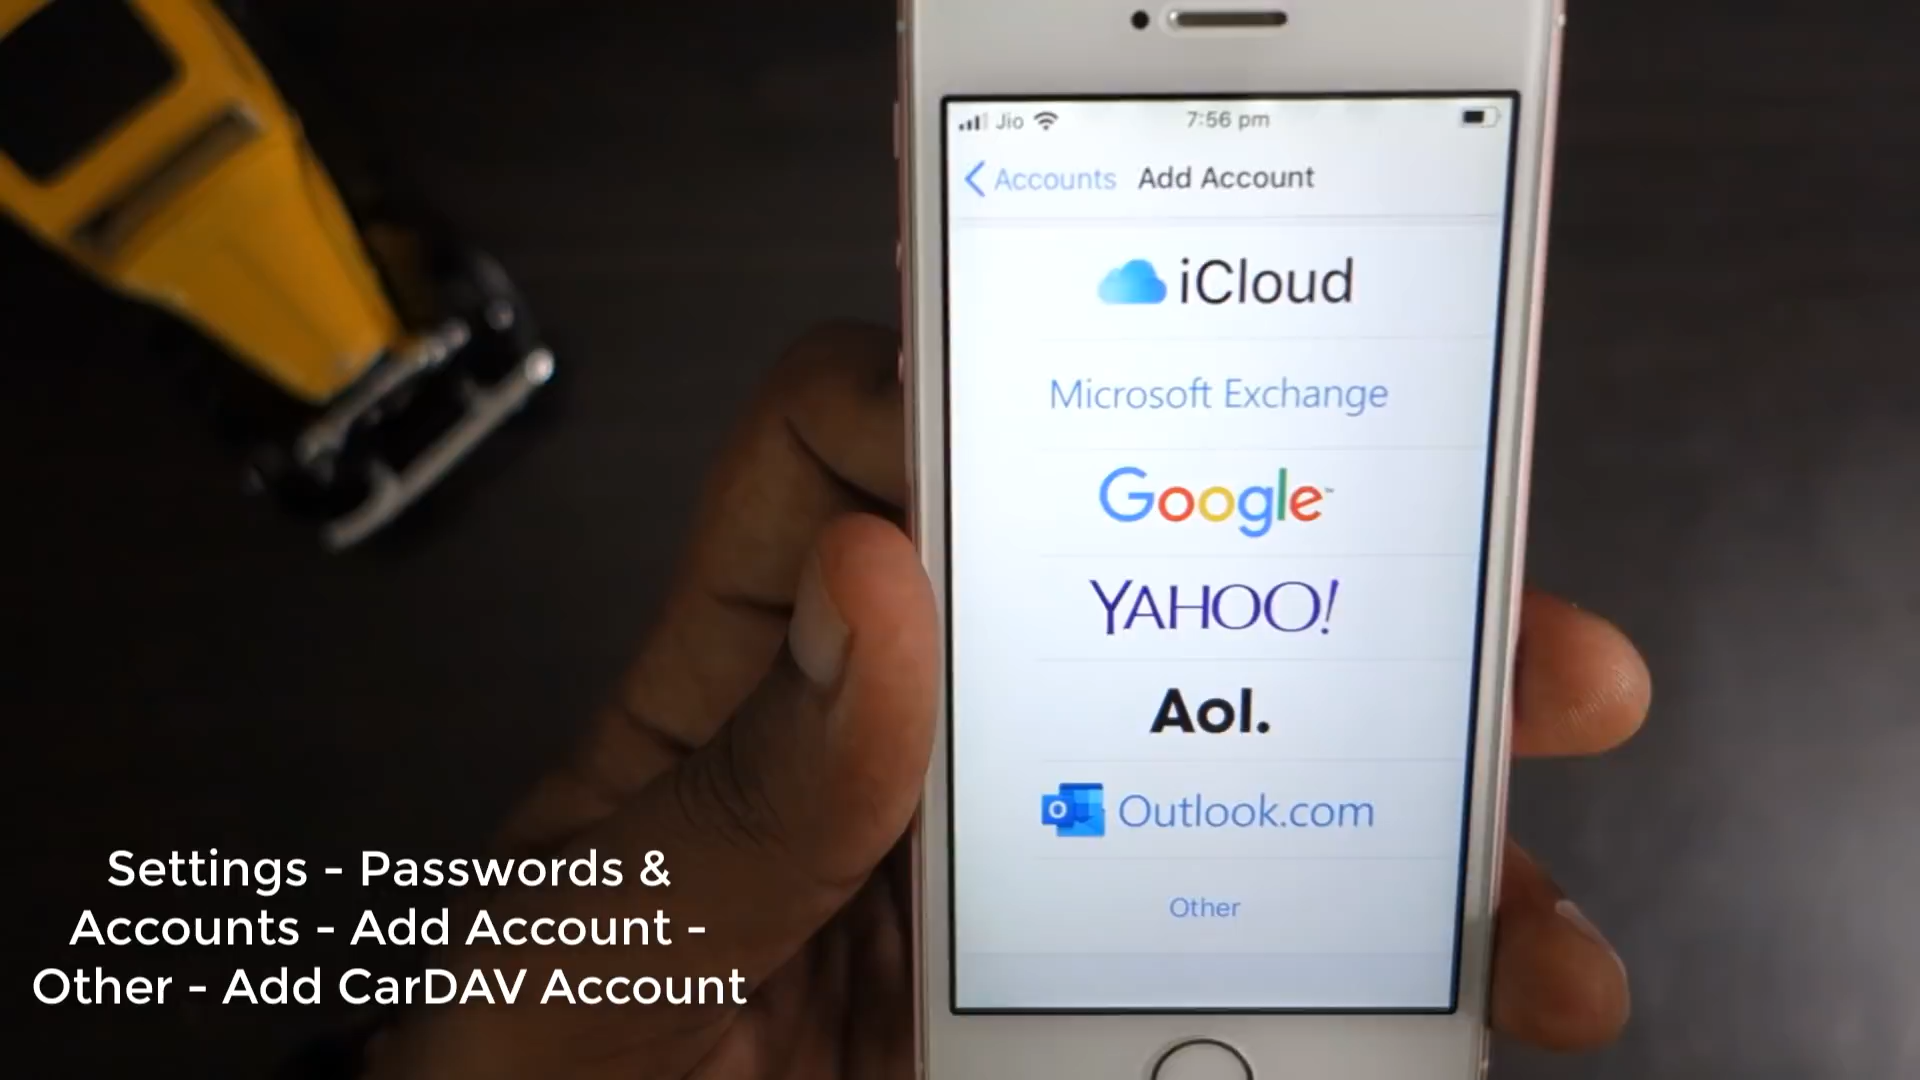 Jio
7:56 pm
Accounts
Add Account
iCloud
Microsoft Exchange
Google™
YAHOO!
Aol.
Outlook.com
Other
Settings - Passwords &
Accounts - Add Account -
Other - Add CarDAV Account